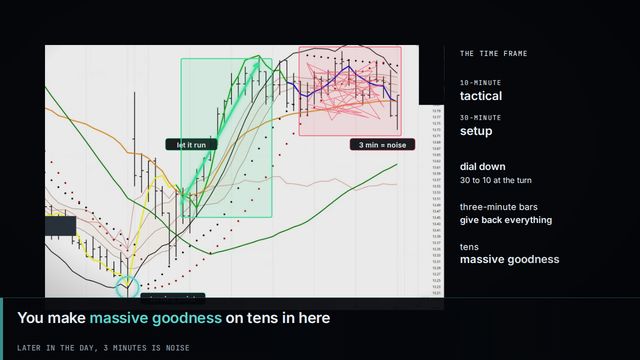 THE TIME FRAME
10-MINUTE
tactical
30-MINUTE
setup
dial down
30 to 10 at the turn
three-minute bars
give back everything
tens
massive goodness
let it run
3 min = noise
You make massive goodness on tens in here
LATER IN THE DAY, 3 MINUTES IS NOISE